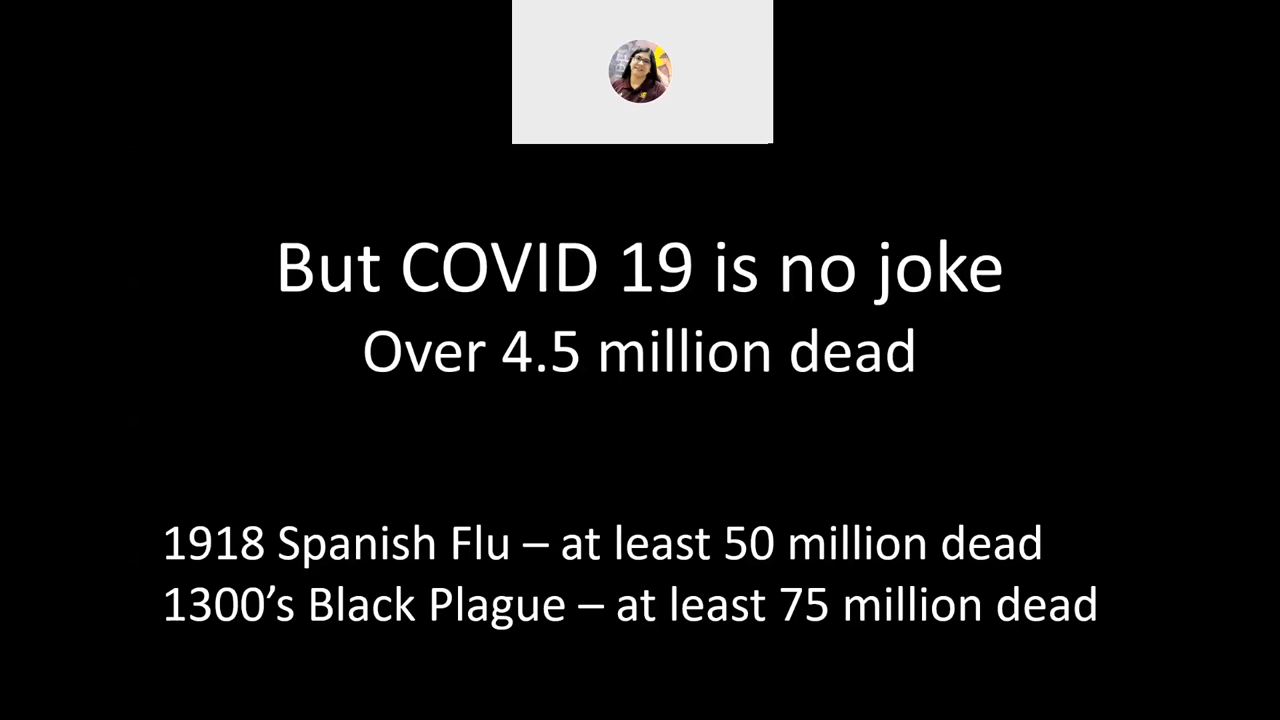 But COVID 19 is no joke
Over 4.5 million dead
1918 Spanish Flu – at least 50 million dead
1300’s Black Plague – at least 75 million dead